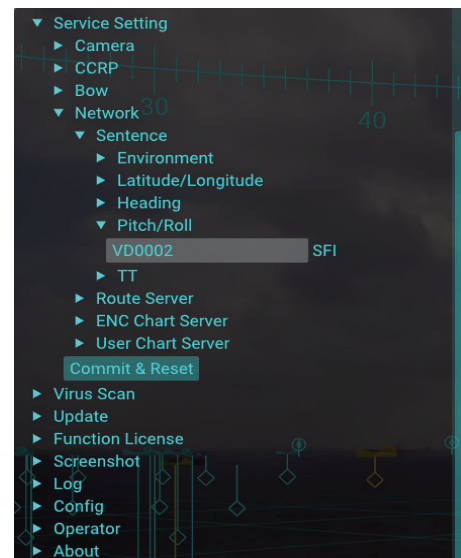 Service Setting
Camera
CCRP
Bow
Network
30
40
Sentence
Environment
Latitude/Longitude
Heading
Pitch/Roll
VD0002 SFI
TT
Route Server
ENC Chart Server
User Chart Server
Commit & Reset
Virus Scan
Update
Function License
Screenshot
Log
Config
Operator
About